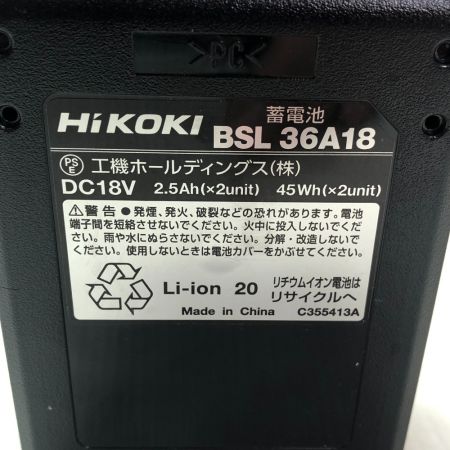 >PC<
蓄電池
HiKOKI BSL 36A18
PS E 工機ホールディングス(株)
DC18V 2.5Ah(×2unit) 45Wh(×2unit)
⚠警告 ●発煙、発火、破裂などの恐れがあります。電池
端子間を短絡させないでください。火中に投入しないでくだ
さい。雨や水にぬらさないでください。分解・改造しないで
ください。使用しないときは電池カバーをかぶせてください。
Li-ion 20 リチウムイオン電池は
リサイクルへ
Made in China C355413A